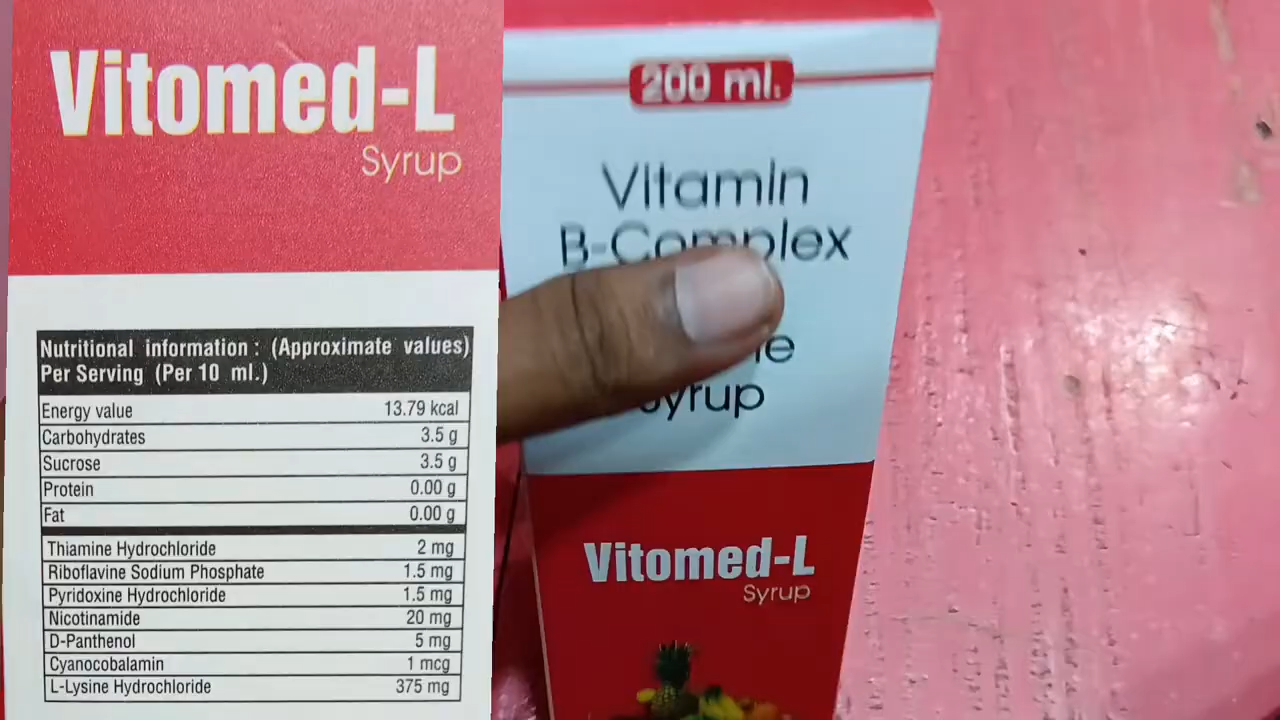 Vitomed-L
Syrup
Nutritional information : (Approximate values)
Per Serving (Per 10 ml.)
Energy value 13.79 kcal
Carbohydrates 3.5 g
Sucrose 3.5 g
Protein 0.00 g
Fat 0.00 g
Thiamine Hydrochloride 2 mg
Riboflavine Sodium Phosphate 1.5 mg
Pyridoxine Hydrochloride 1.5 mg
Nicotinamide 20 mg
D-Panthenol 5 mg
Cyanocobalamin 1 mcg
L-Lysine Hydrochloride 375 mg
200 ml.
Vitamin
B-Complex
Syrup
Vitomed-L
Syrup